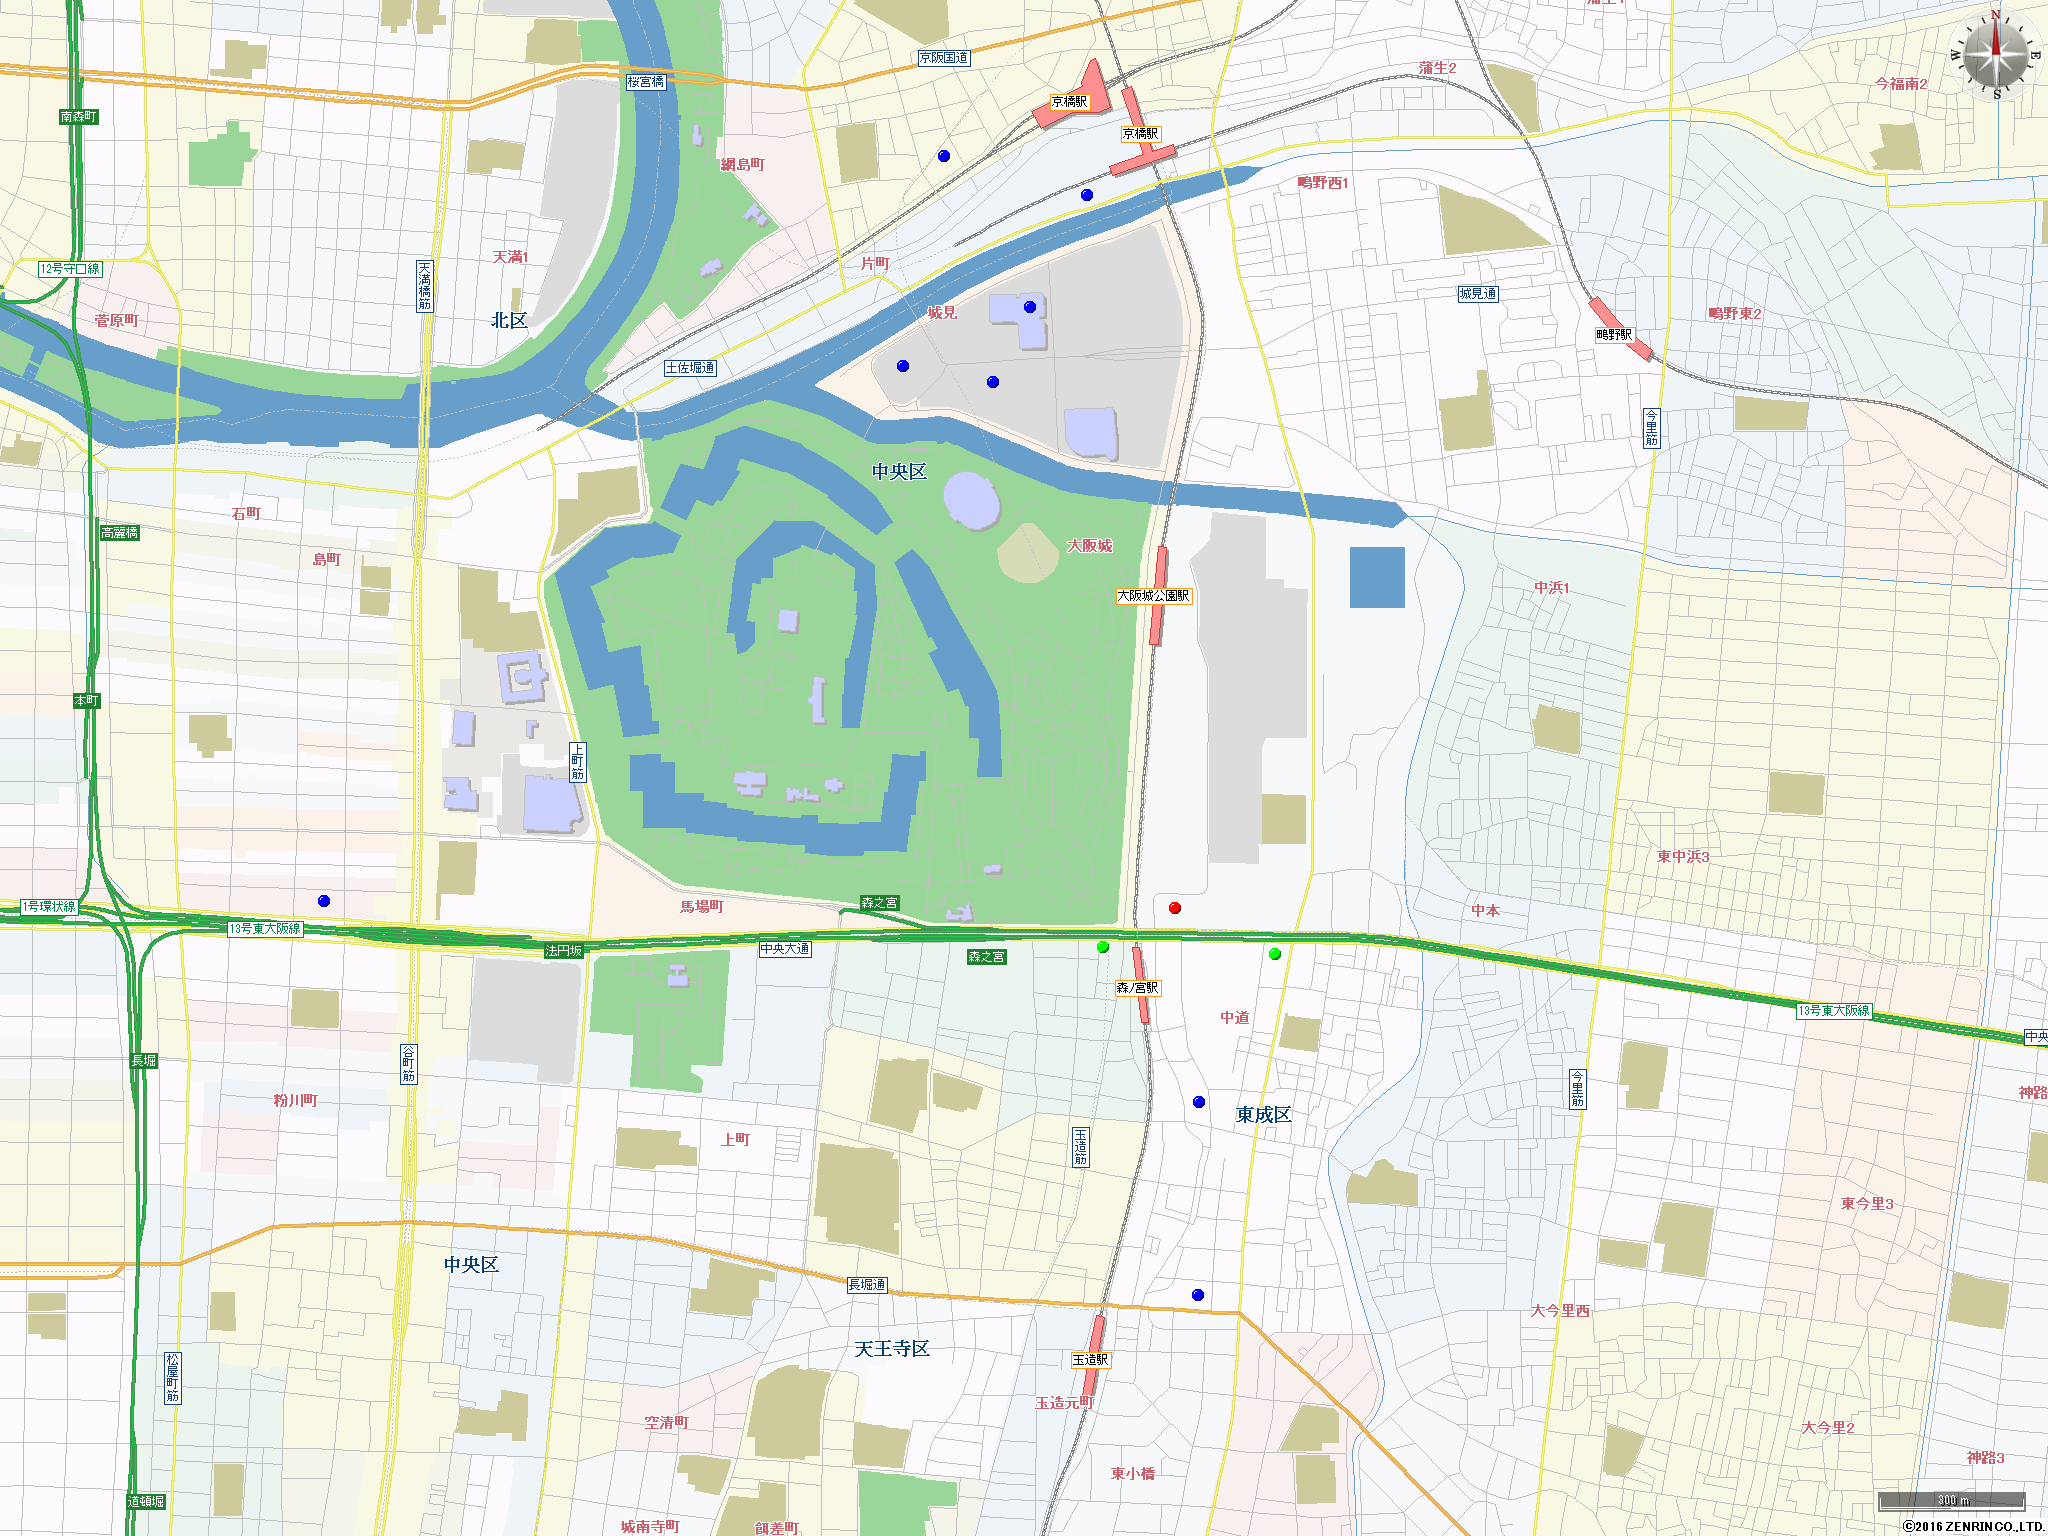 蒲生1
N
W
E
S
京阪国道
桜宮橋
蒲生2
今福南2
京橋駅
南森町
京橋駅
網島町
鴫野西1
天満1
片町
12号守口線
天満橋筋
城見通
菅原町
北区
城見
鴫野東2
鴫野駅
土佐堀通
今里筋
中央区
石町
高麗橋
島町
大阪城
中浜1
大阪城公園駅
本町
上町筋
東中浜3
1号環状線
馬場町
森之宮
中本
13号東大阪線
法円坂
中央大通
森之宮
森ノ宮駅
中道
13号東大阪線
中央
長堀
谷町筋
今里筋
神路
粉川町
東成区
上町
玉造筋
東今里3
中央区
長堀通
大今里西
天王寺区
玉造駅
松屋町筋
玉造元町
空清町
大今里2
神路3
東小橋
道頓堀
城南寺町
餌差町
300 m
©2016 ZENRIN CO.,LTD.